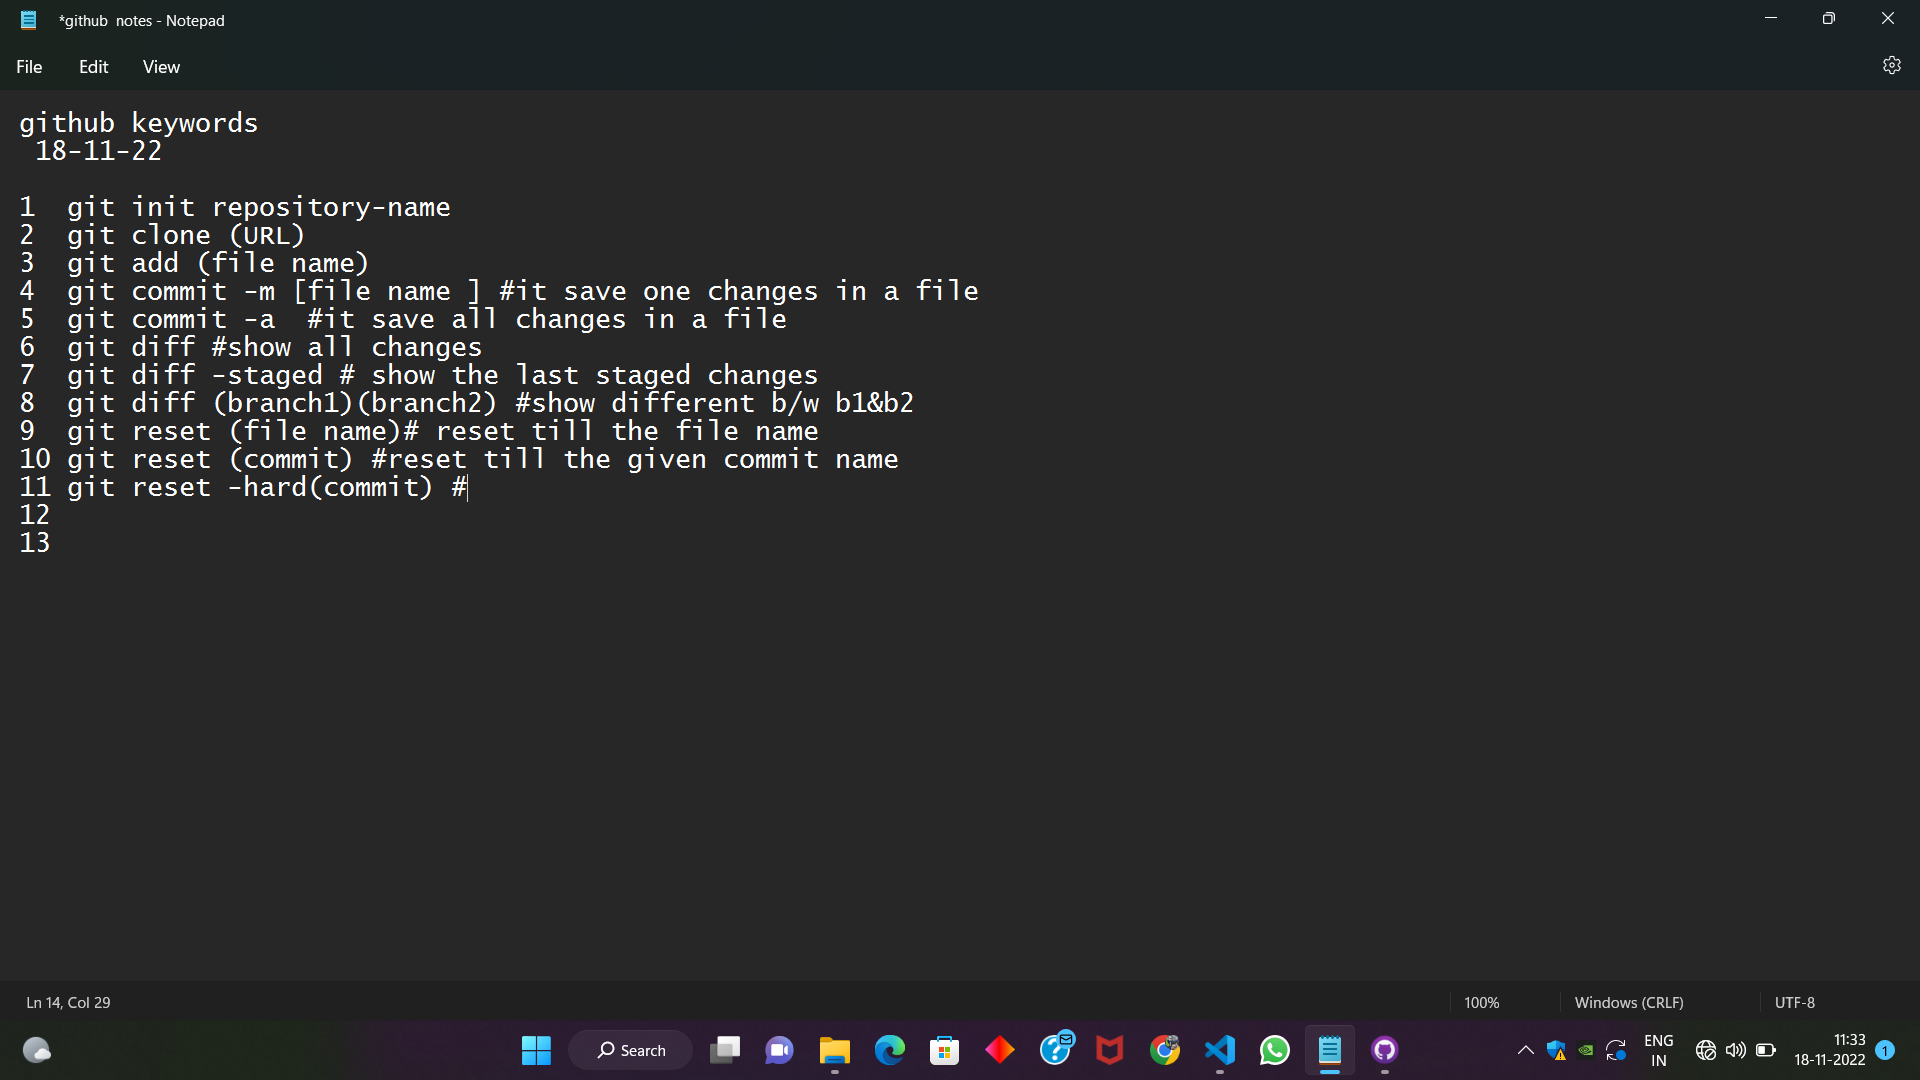 *github  notes - Notepad
File Edit View
github keywords
 18-11-22
1  git init repository-name
2  git clone (URL)
3  git add (file name)
4  git commit -m [file name ] #it save one changes in a file
5  git commit -a  #it save all changes in a file
6  git diff #show all changes
7  git diff -staged # show the last staged changes
8  git diff (branch1)(branch2) #show different b/w b1&b2
9  git reset (file name)# reset till the file name
10 git reset (commit) #reset till the given commit name
11 git reset -hard(commit) #
12
13
Ln 14, Col 29 100% Windows (CRLF) UTF-8
Search ENG 11:33
IN 18-11-2022 1